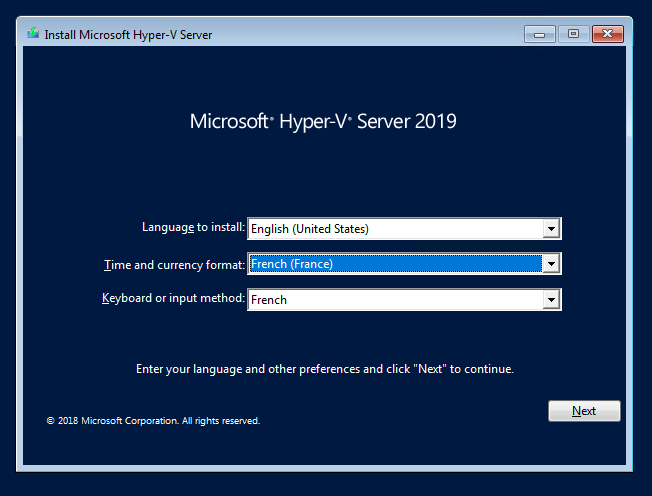 Install Microsoft Hyper-V Server
Microsoft® Hyper-V® Server 2019
Language to install: English (United States)
Time and currency format: French (France)
Keyboard or input method: French
Enter your language and other preferences and click "Next" to continue.
© 2018 Microsoft Corporation. All rights reserved.
Next